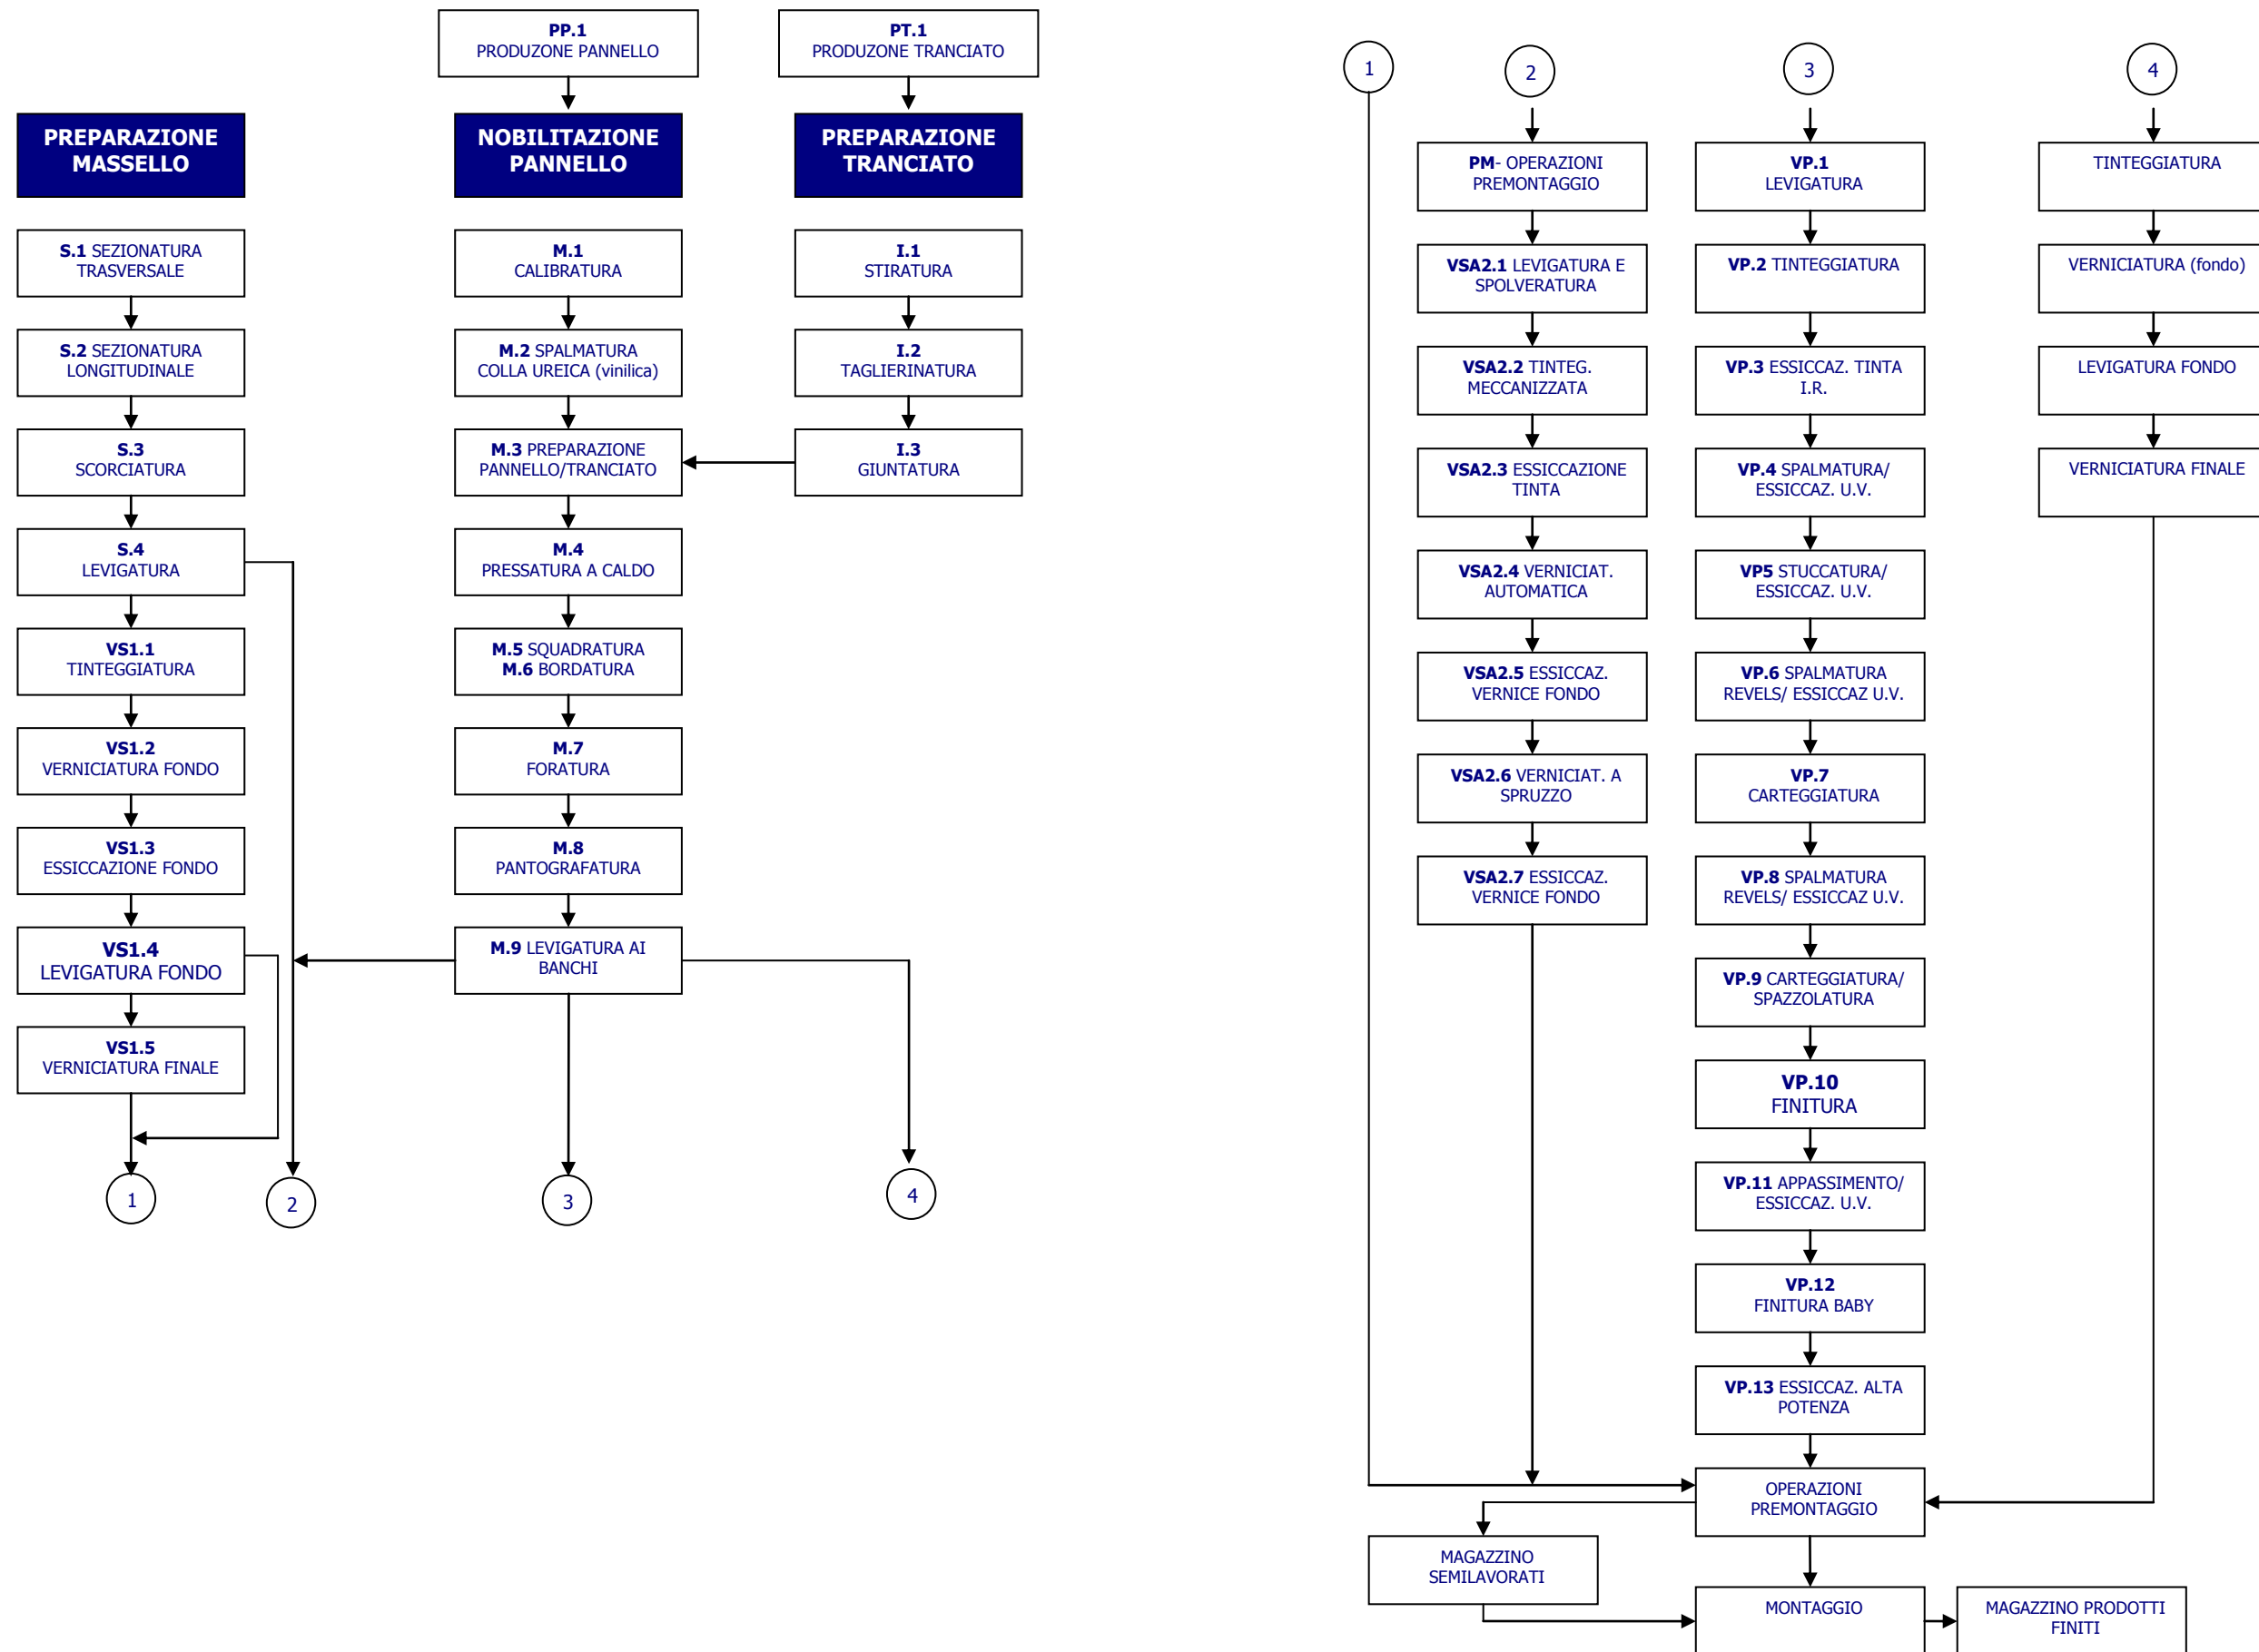 PP.1
PRODUZONE PANNELLO
PT.1
PRODUZONE TRANCIATO
PREPARAZIONE
MASSELLO
NOBILITAZIONE
PANNELLO
PREPARAZIONE
TRANCIATO
S.1 SEZIONATURA
TRASVERSALE
S.2 SEZIONATURA
LONGITUDINALE
S.3
SCORCIATURA
S.4
LEVIGATURA
VS1.1
TINTEGGIATURA
VS1.2
VERNICIATURA FONDO
VS1.3
ESSICCAZIONE FONDO
VS1.4
LEVIGATURA FONDO
VS1.5
VERNICIATURA FINALE
1
2
M.1
CALIBRATURA
M.2 SPALMATURA
COLLA UREICA (vinilica)
M.3 PREPARAZIONE
PANNELLO/TRANCIATO
M.4
PRESSATURA A CALDO
M.5 SQUADRATURA
M.6 BORDATURA
M.7
FORATURA
M.8
PANTOGRAFATURA
M.9 LEVIGATURA AI
BANCHI
3
I.1
STIRATURA
I.2
TAGLIERINATURA
I.3
GIUNTATURA
4
1
2
PM- OPERAZIONI
PREMONTAGGIO
VSA2.1 LEVIGATURA E
SPOLVERATURA
VSA2.2 TINTEG.
MECCANIZZATA
VSA2.3 ESSICCAZIONE
TINTA
VSA2.4 VERNICIAT.
AUTOMATICA
VSA2.5 ESSICCAZ.
VERNICE FONDO
VSA2.6 VERNICIAT. A
SPRUZZO
VSA2.7 ESSICCAZ.
VERNICE FONDO
3
VP.1
LEVIGATURA
VP.2 TINTEGGIATURA
VP.3 ESSICCAZ. TINTA
I.R.
VP.4 SPALMATURA/
ESSICCAZ. U.V.
VP5 STUCCATURA/
ESSICCAZ. U.V.
VP.6 SPALMATURA
REVELS/ ESSICCAZ U.V.
VP.7
CARTEGGIATURA
VP.8 SPALMATURA
REVELS/ ESSICCAZ U.V.
VP.9 CARTEGGIATURA/
SPAZZOLATURA
VP.10
FINITURA
VP.11 APPASSIMENTO/
ESSICCAZ. U.V.
VP.12
FINITURA BABY
VP.13 ESSICCAZ. ALTA
POTENZA
4
TINTEGGIATURA
VERNICIATURA (fondo)
LEVIGATURA FONDO
VERNICIATURA FINALE
OPERAZIONI
PREMONTAGGIO
MAGAZZINO
SEMILAVORATI
MONTAGGIO
MAGAZZINO PRODOTTI
FINITI